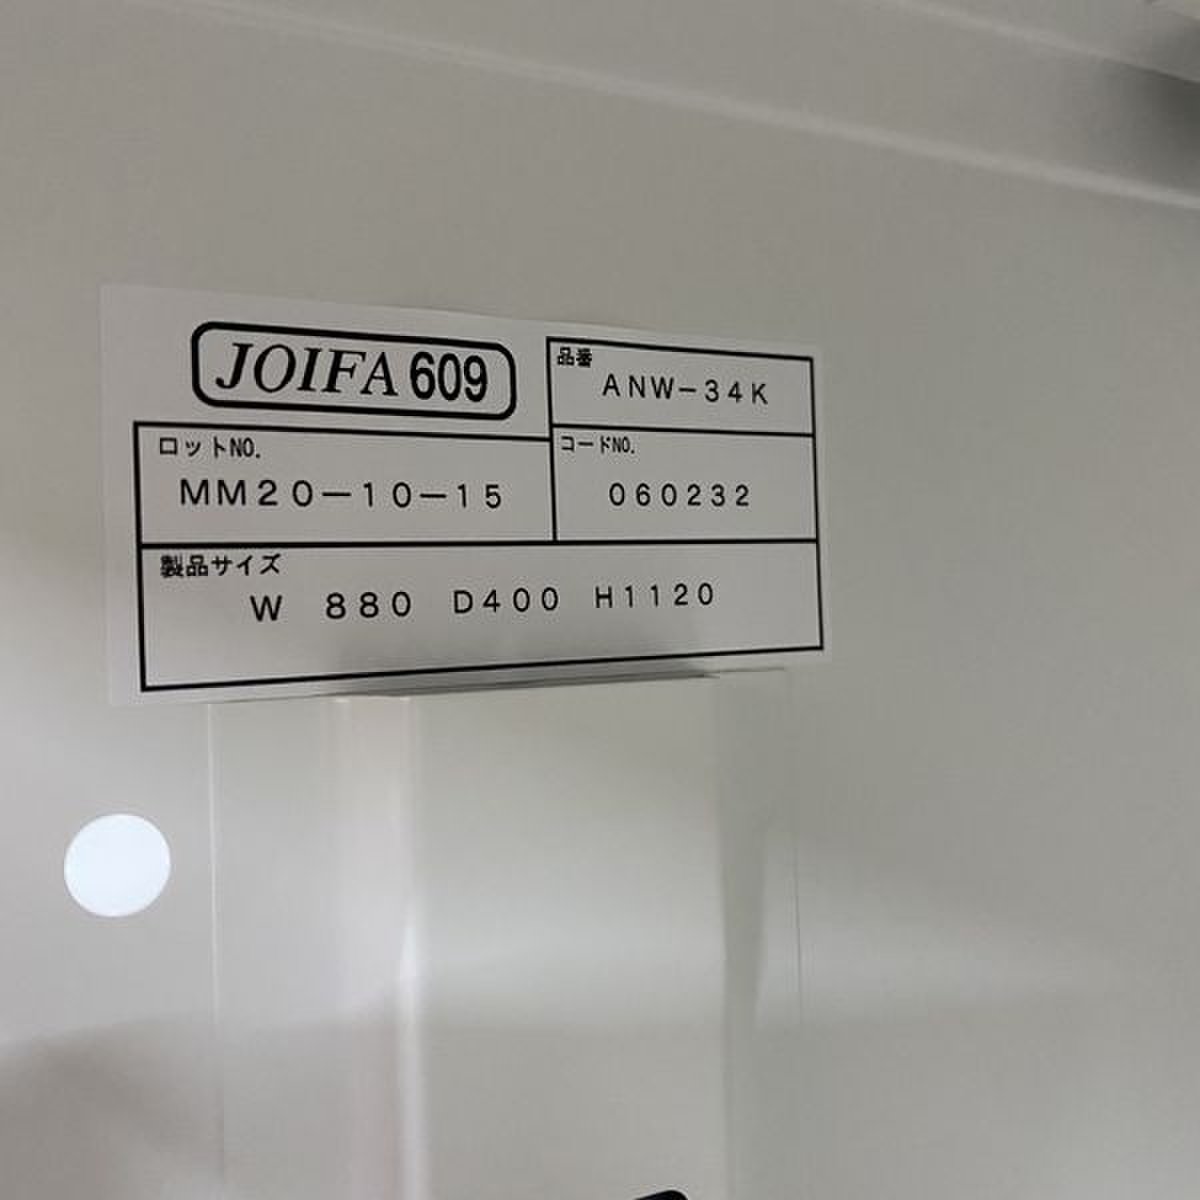 JOIFA 609
品番
ANW-34K
ロットNO.
MM20-10-15
コードNO.
060232
製品サイズ
W 880 D400 H1120